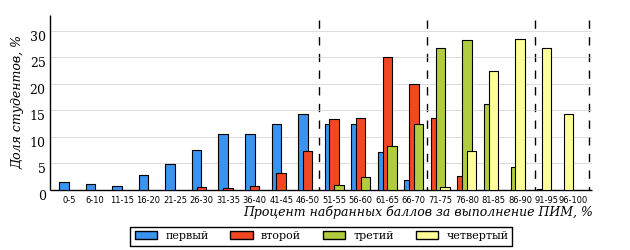 Доля студентов, %
30
25
20
15
10
5
0
0-5 6-10 11-15 16-20 21-25 26-30 31-35 36-40 41-45 46-50 51-55 56-60 61-65 66-70 71-75 76-80 81-85 86-90 91-95 96-100
Процент набранных баллов за выполнение ПИМ, %
первый второй третий четвертый